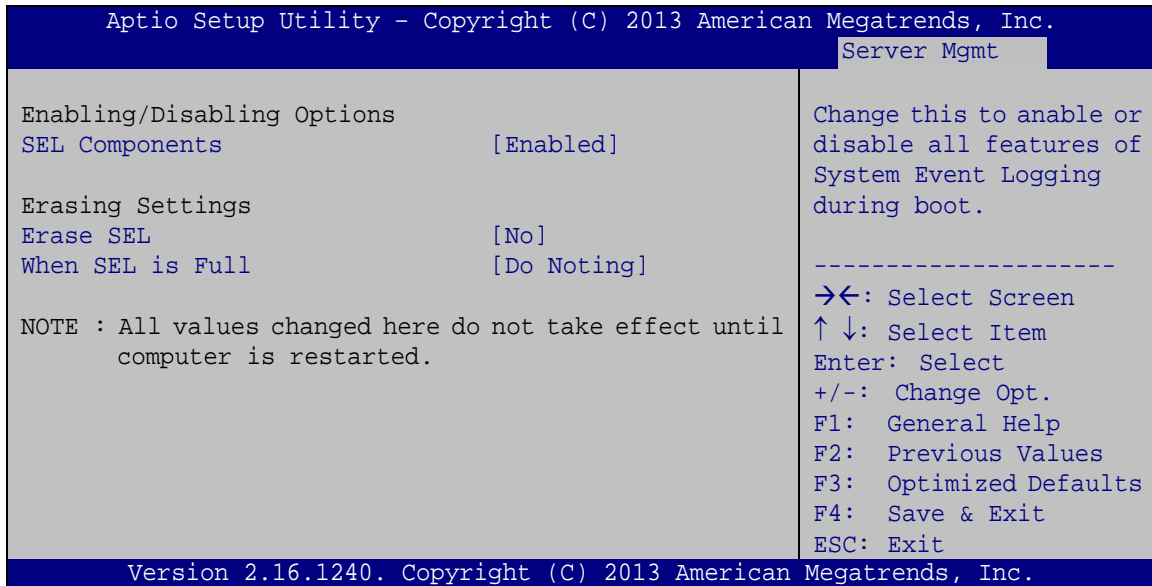 Aptio Setup Utility – Copyright (C) 2013 American Megatrends, Inc.
Server Mgmt
Enabling/Disabling Options
SEL Components [Enabled]
Erasing Settings
Erase SEL [No]
When SEL is Full [Do Noting]
NOTE : All values changed here do not take effect until
computer is restarted.
Change this to anable or
disable all features of
System Event Logging
during boot.
---------------------
→←: Select Screen
↑ ↓: Select Item
Enter: Select
+/-: Change Opt.
F1: General Help
F2: Previous Values
F3: Optimized Defaults
F4: Save & Exit
ESC: Exit
Version 2.16.1240. Copyright (C) 2013 American Megatrends, Inc.